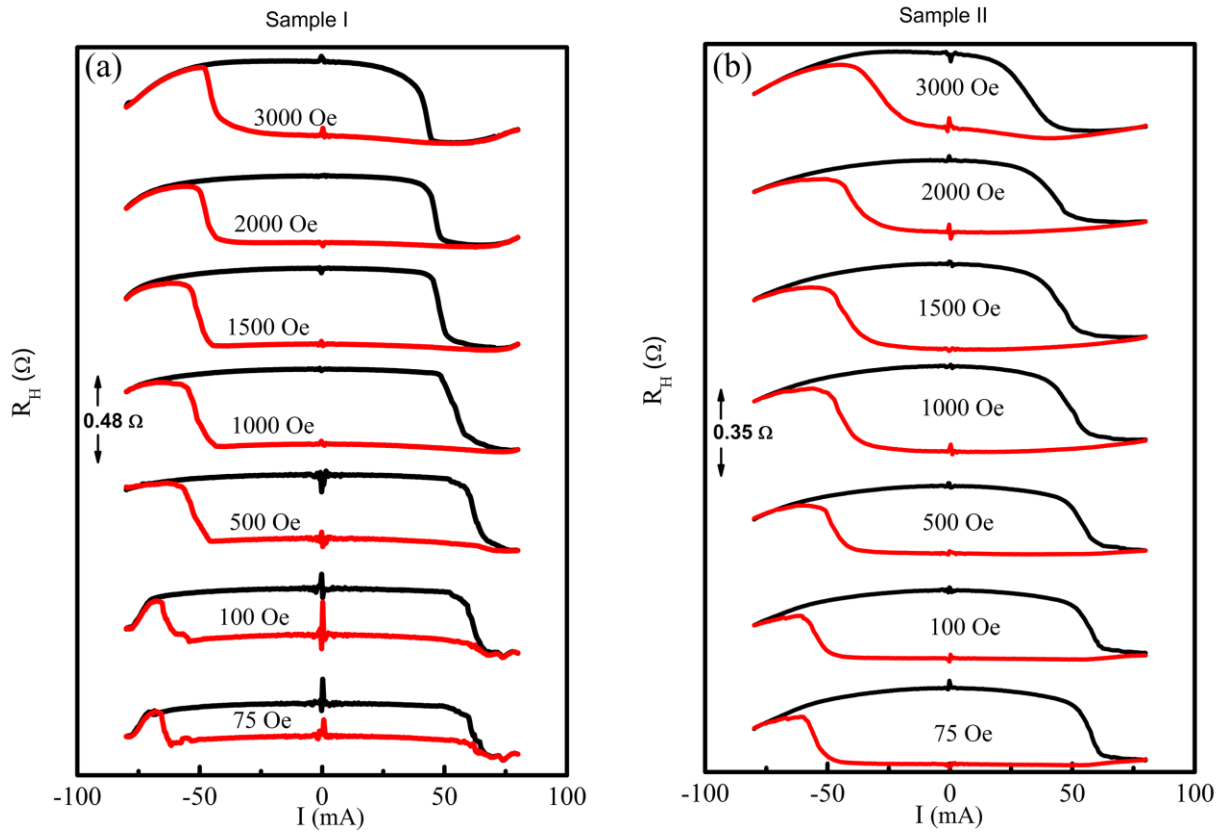 Sample I
(a)
3000 Oe
2000 Oe
1500 Oe
1000 Oe
500 Oe
100 Oe
75 Oe
R_H (Ω)
0.48 Ω
-100 -50 0 50 100
I (mA)
Sample II
(b)
3000 Oe
2000 Oe
1500 Oe
1000 Oe
500 Oe
100 Oe
75 Oe
R_H (Ω)
0.35 Ω
-100 -50 0 50 100
I (mA)